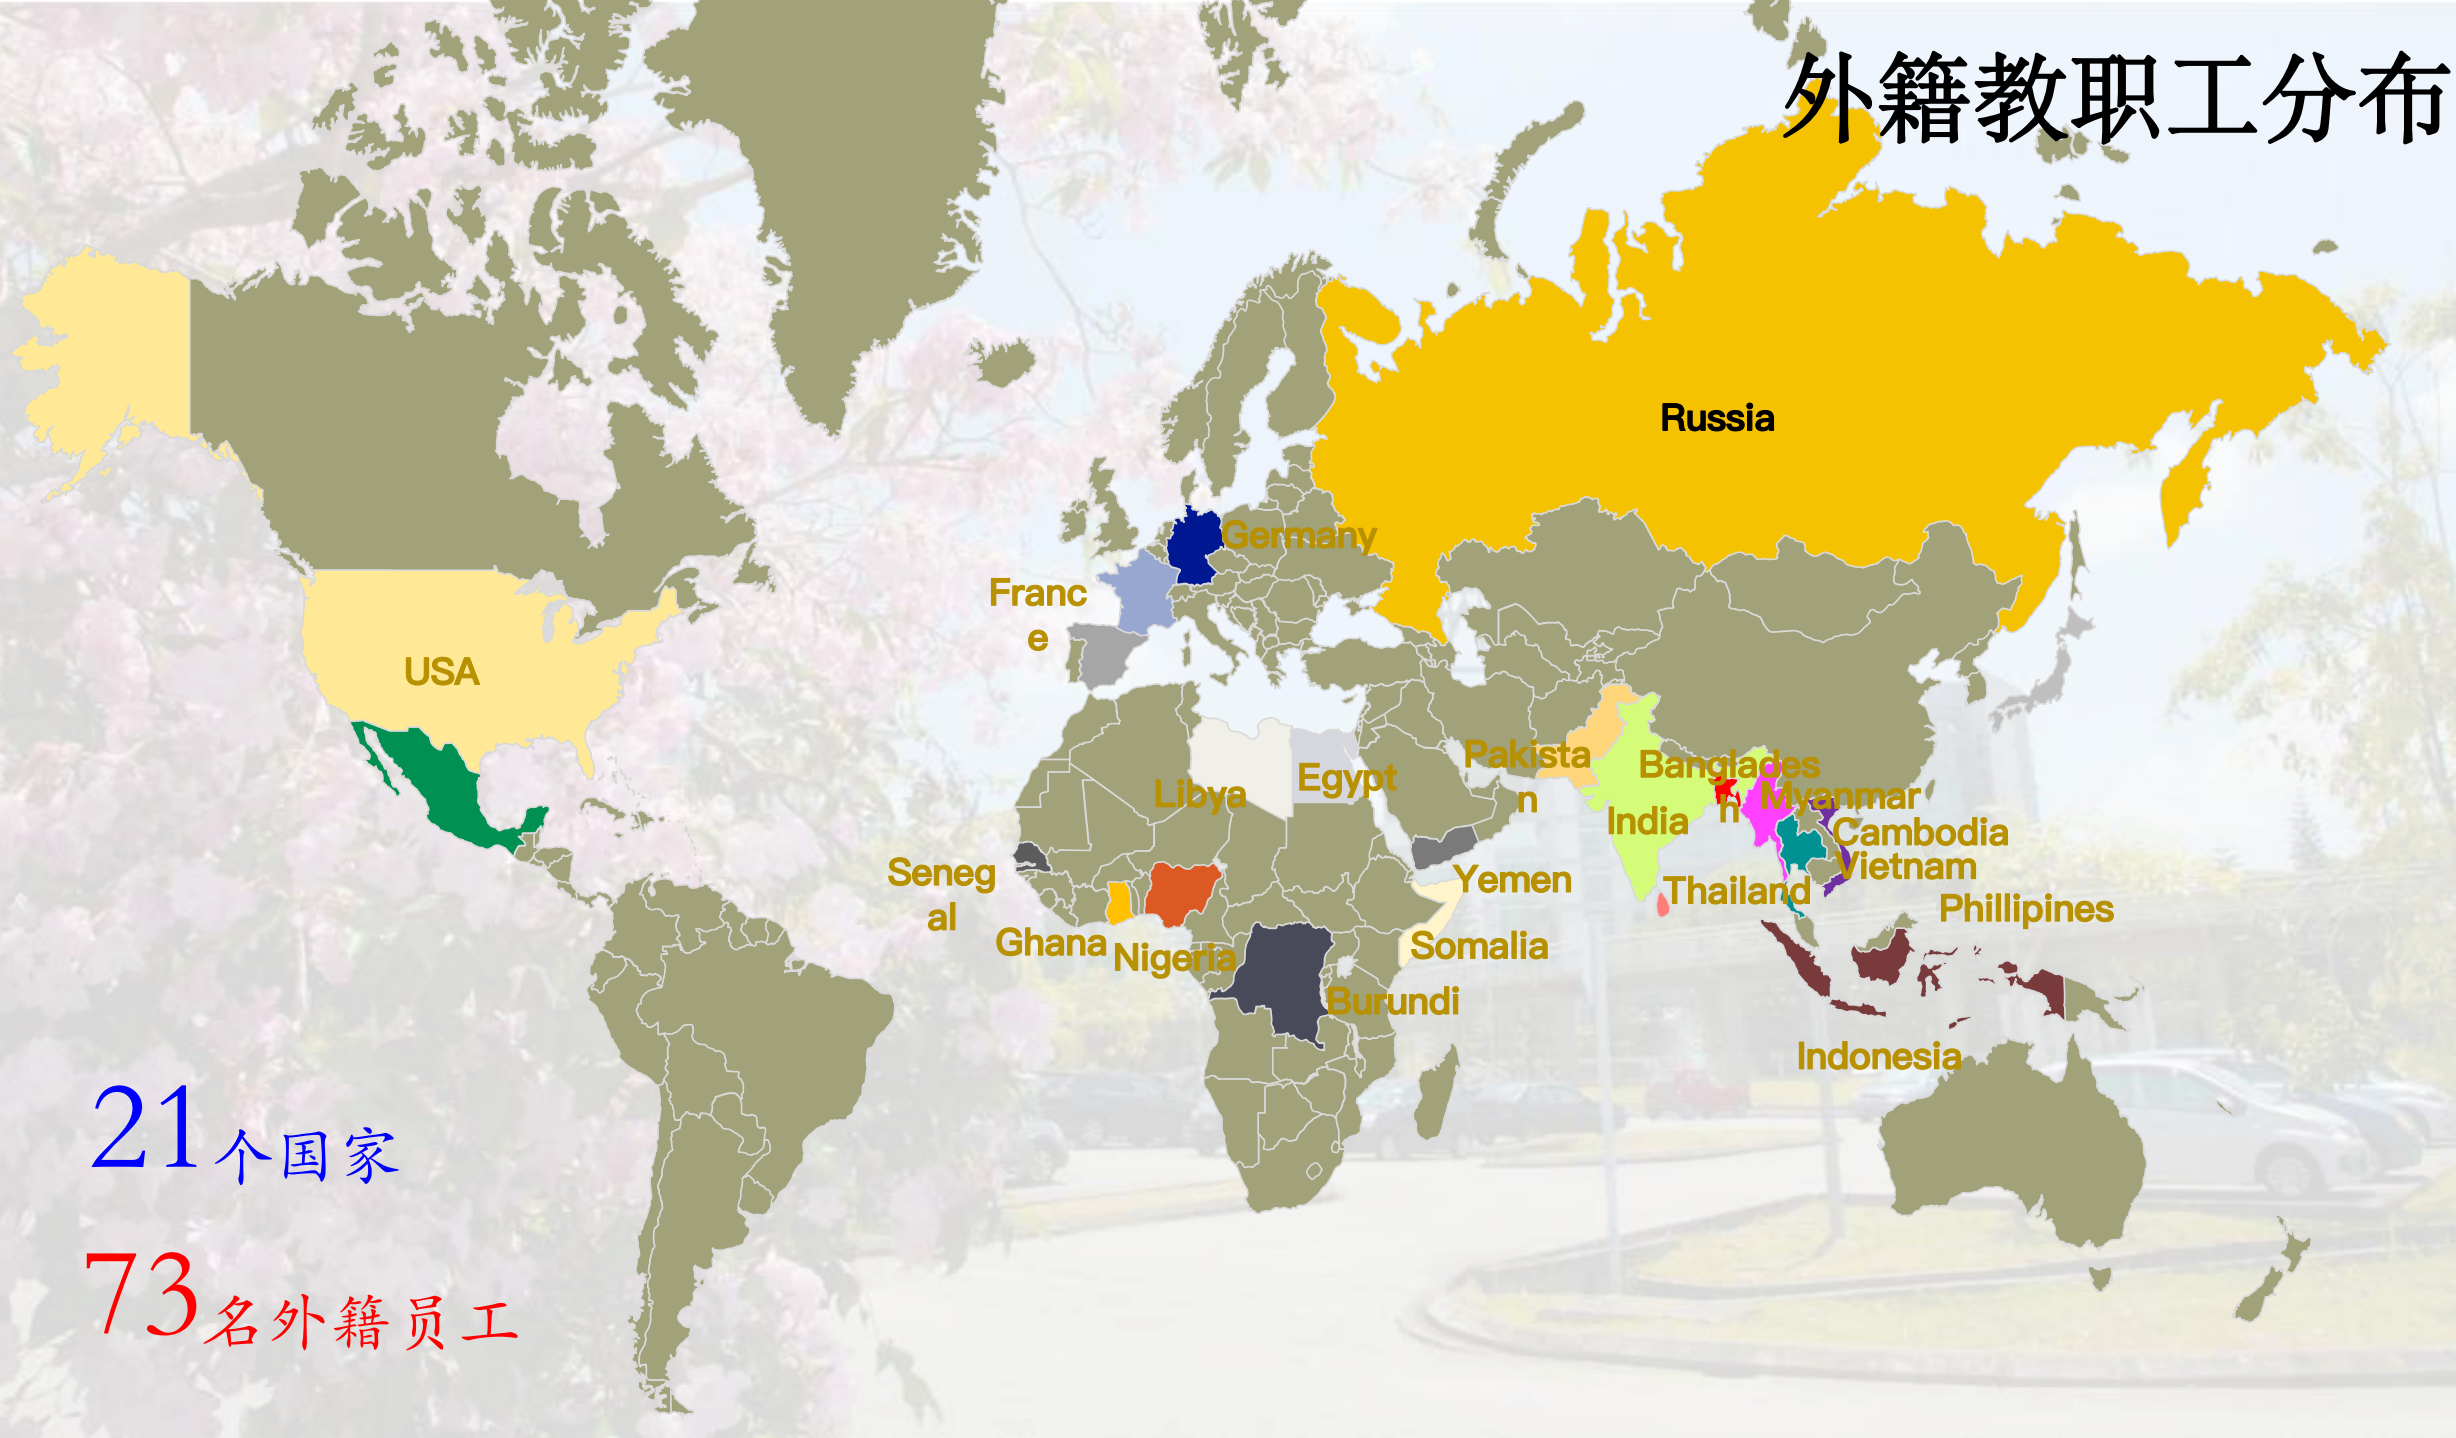 外籍教职工分布
Russia
Germany
Franc
e
USA
Pakista
n
Banglades
h
Libya
Egypt
India
Myanmar
Cambodia
Vietnam
Seneg
al
Yemen
Thailand
Phillipines
Ghana
Nigeria
Somalia
Burundi
Indonesia
21个国家
73名外籍员工